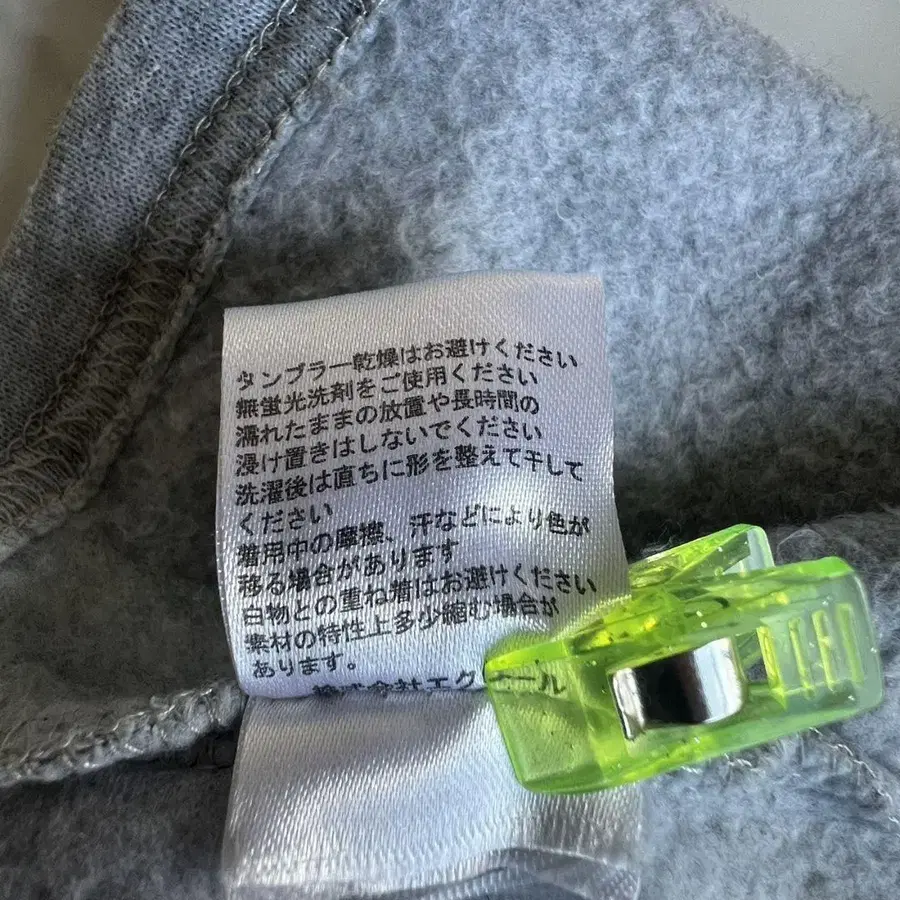 タンブラー乾燥はお避けください
無蛍光洗剤をご使用ください
濡れたままの放置や長時間の
浸け置きはしないでください
洗濯後は直ちに形を整えて干して
ください
着用中の摩擦、汗などにより色が
移る場合があります
白物との重ね着はお避けください
素材の特性上多少縮む場合が
あります。
株式会社エグ